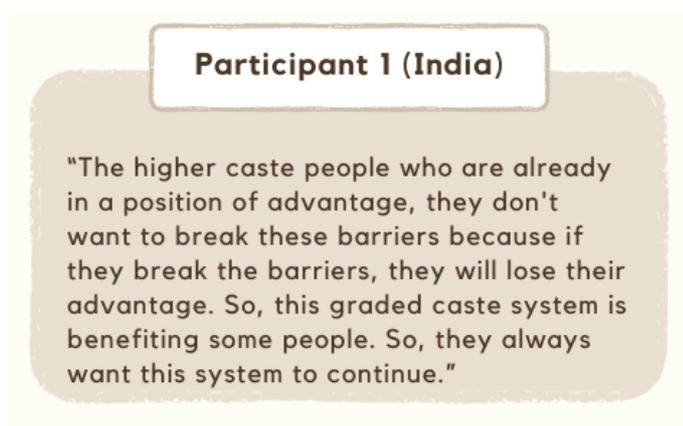 Participant 1 (India)
“The higher caste people who are already
in a position of advantage, they don't
want to break these barriers because if
they break the barriers, they will lose their
advantage. So, this graded caste system is
benefiting some people. So, they always
want this system to continue.”